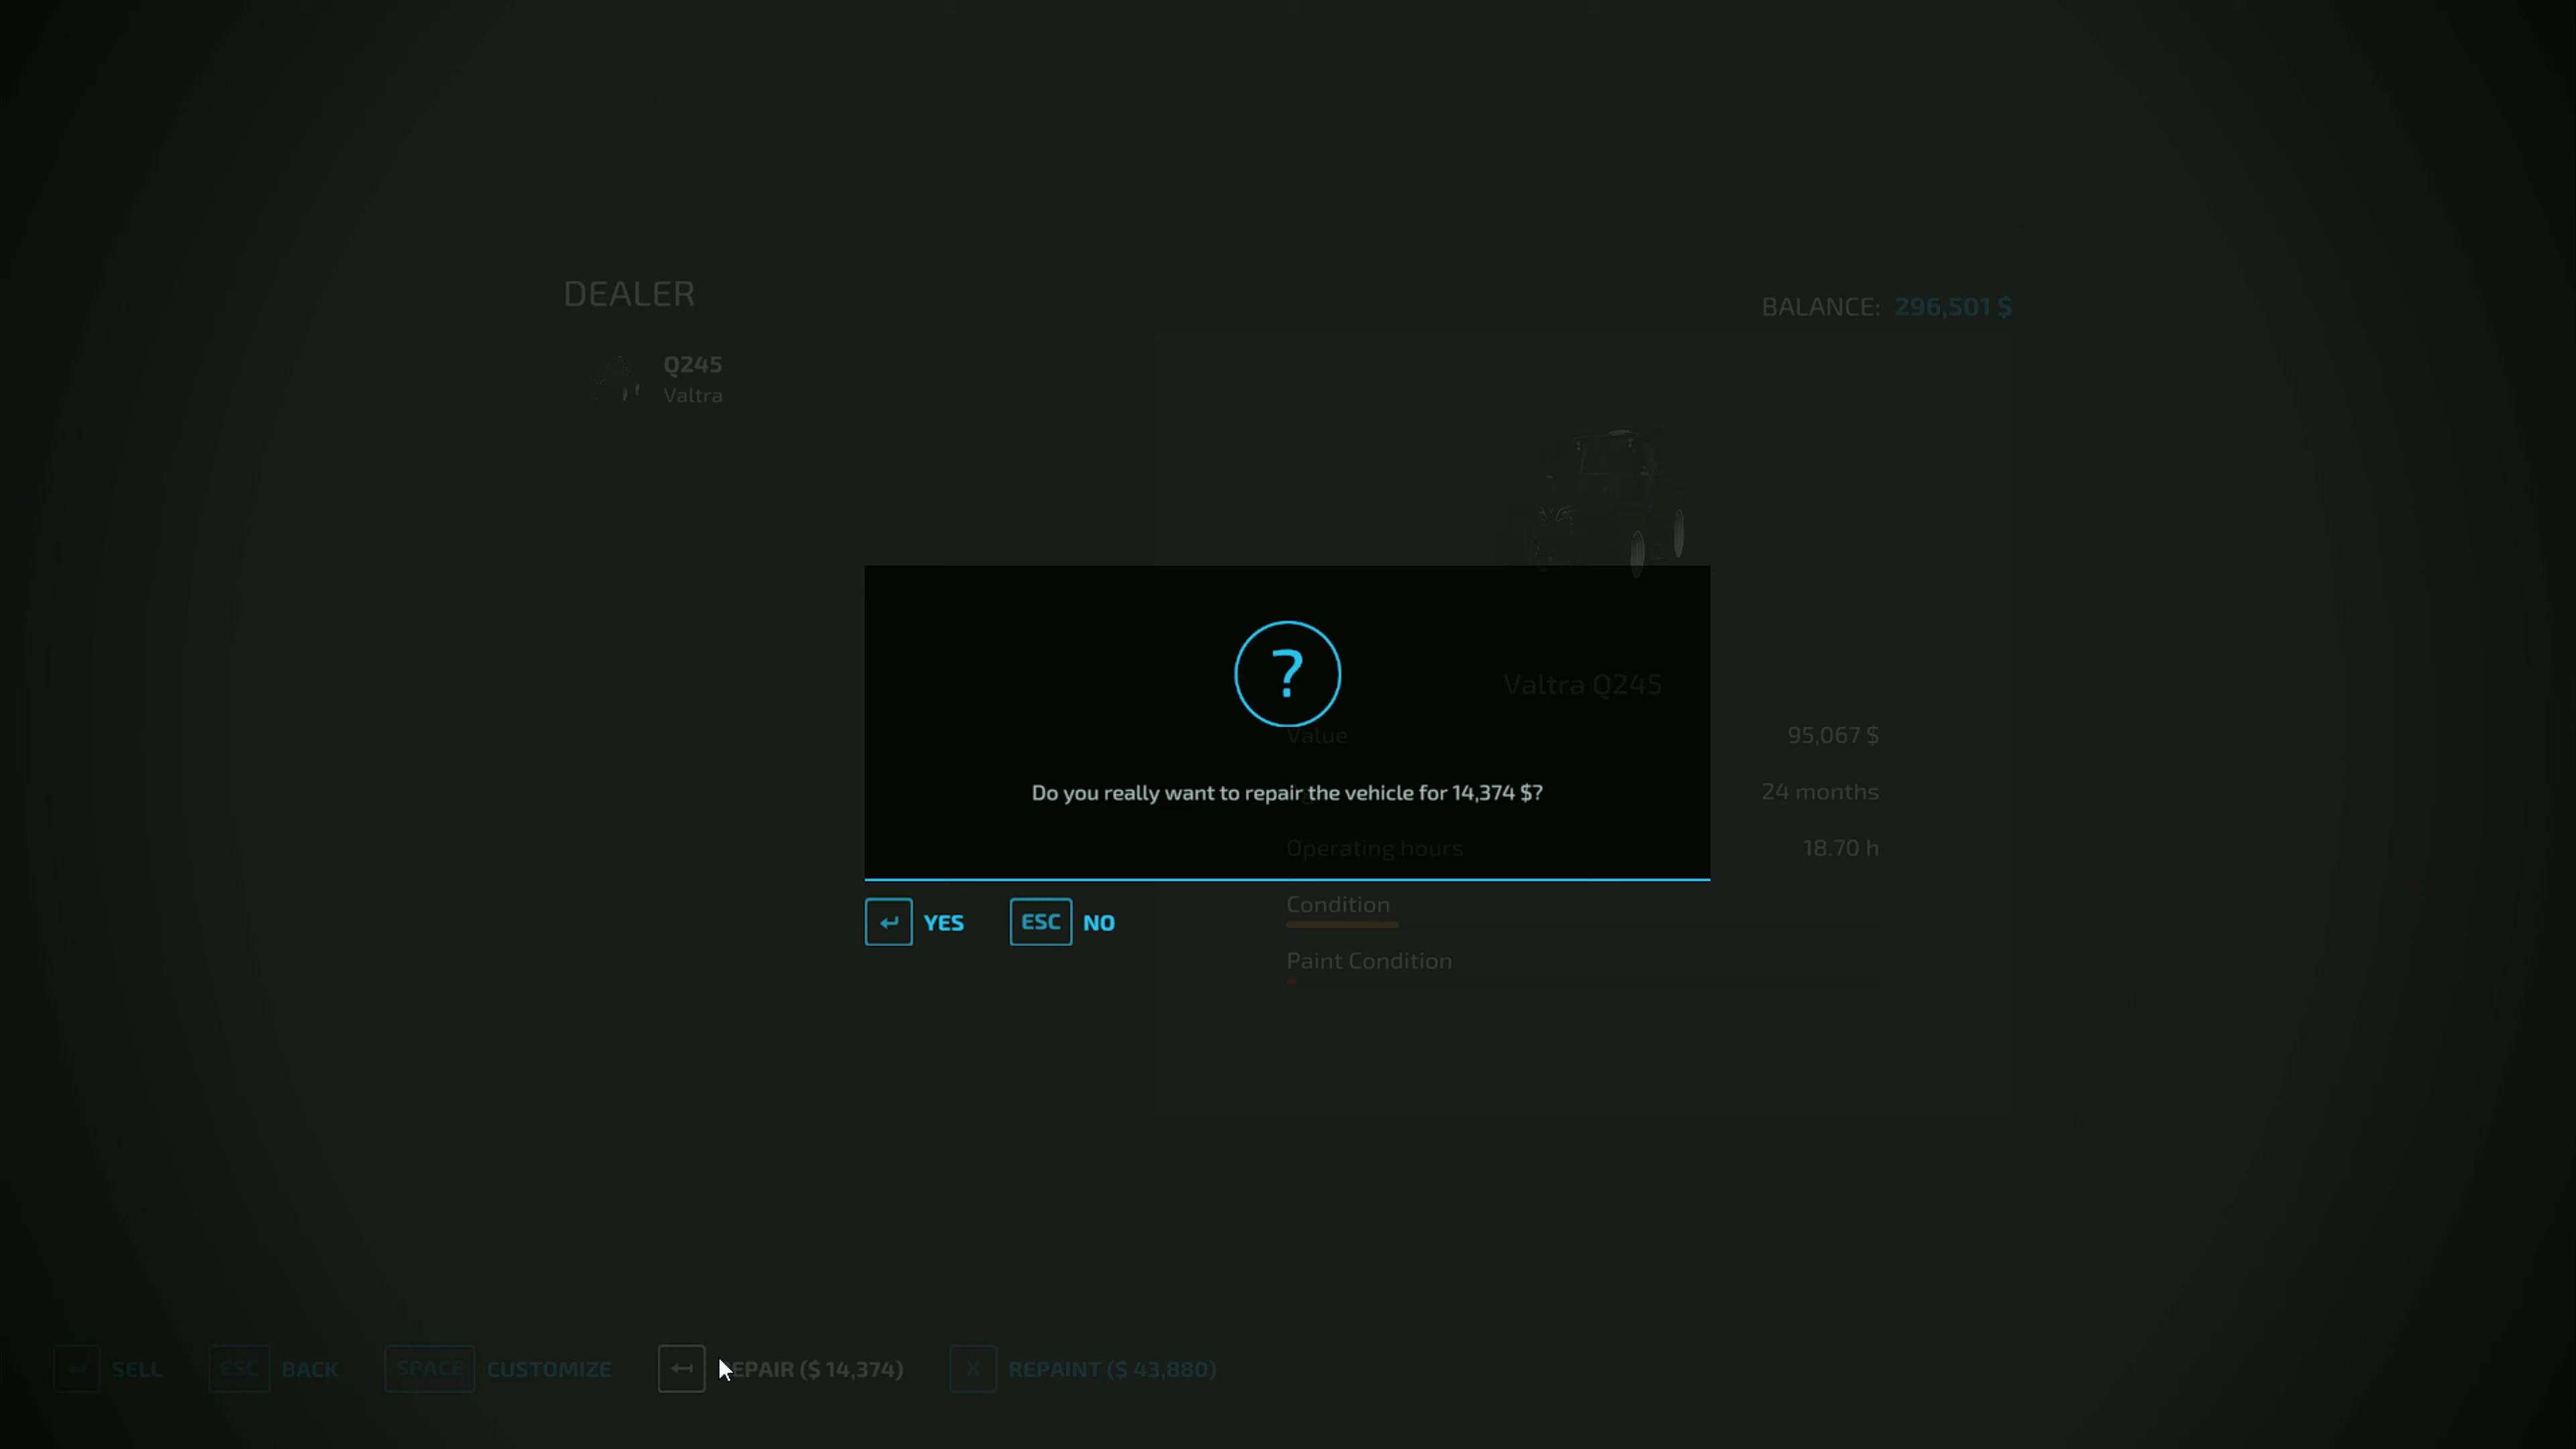 DEALER
BALANCE: 296,501 $
Q245
Valtra
?
Valtra Q245
Value 95,067 $
Do you really want to repair the vehicle for 14,374 $?
24 months
Operating hours 18.70 h
Condition
YES ESC NO
Paint Condition
SELL ESC BACK SPACE CUSTOMIZE REPAIR ($ 14,374) X REPAINT ($ 43,880)